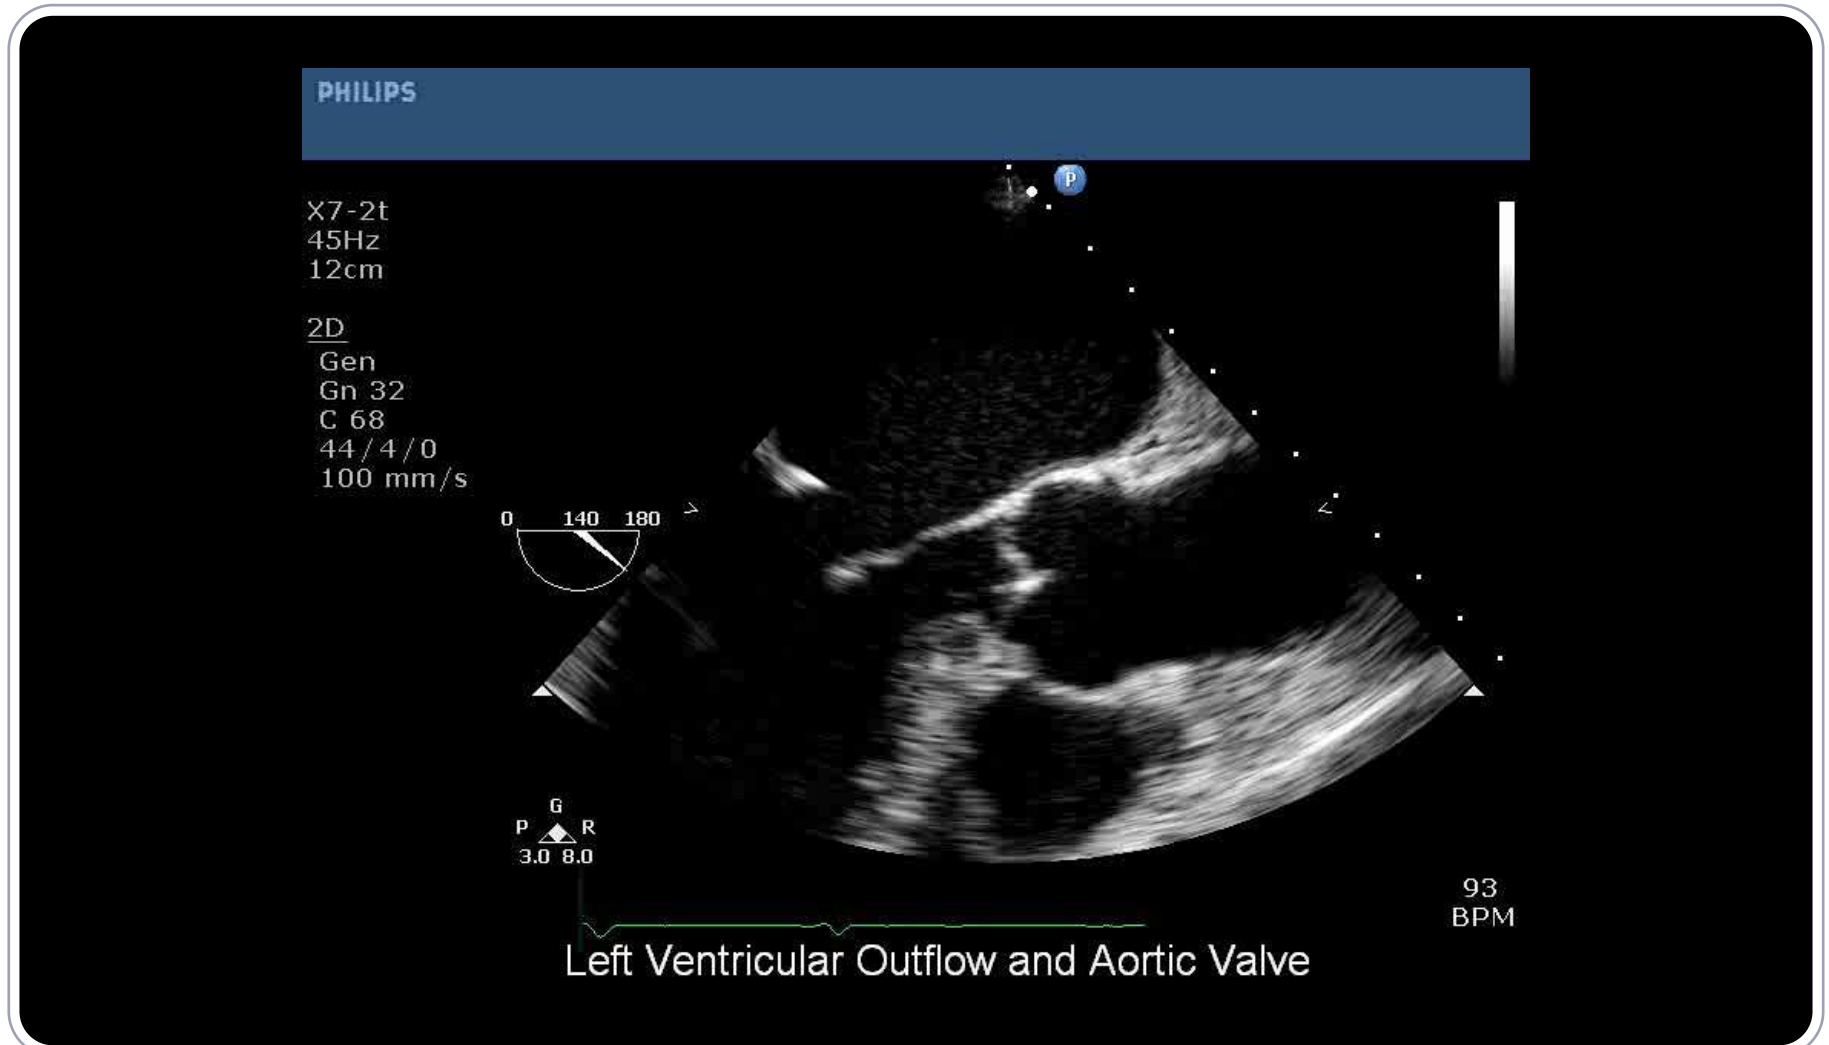 PHILIPS
P
X7-2t
45Hz
12cm
2D
Gen
Gn 32
C 68
44/4/0
100 mm/s
0 140 180
G
P R
3.0 8.0
93
BPM
Left Ventricular Outflow and Aortic Valve